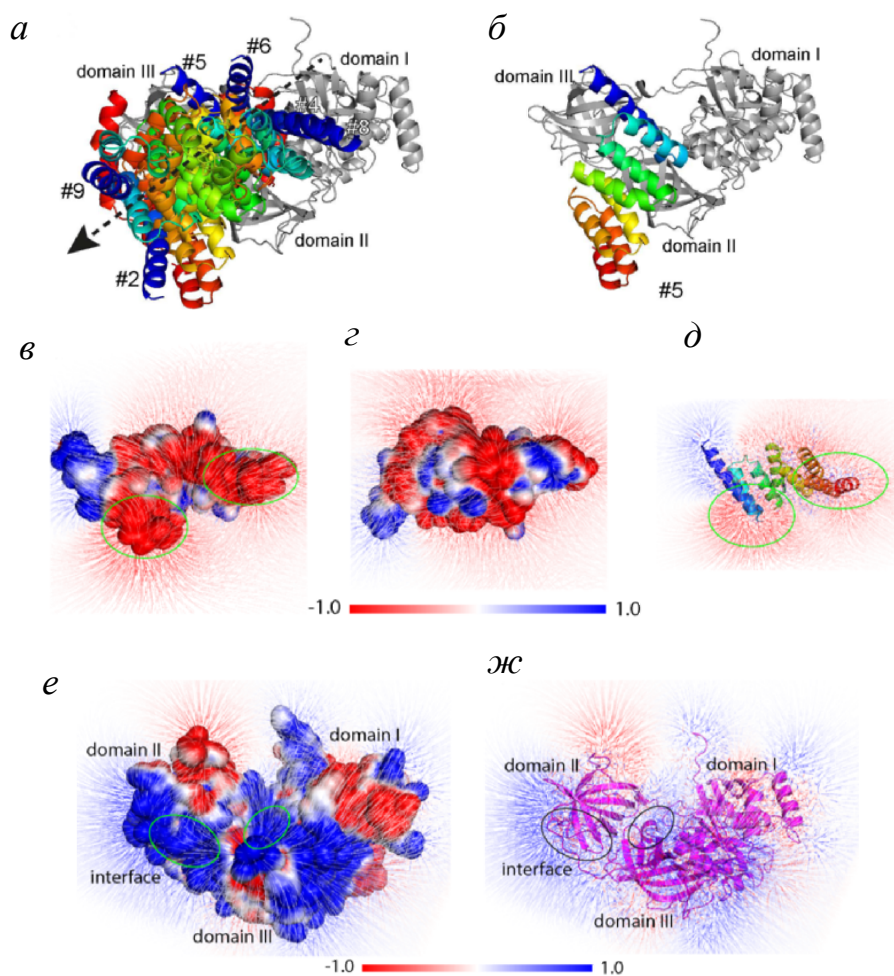 а
б
#6
#5
domain III
domain I
#4
#8
#9
domain II
#2
domain I
domain III
domain II
#5
в
г
д
-1.0
1.0
е
ж
domain II
domain I
interface
domain III
domain II
domain I
interface
domain III
-1.0
1.0